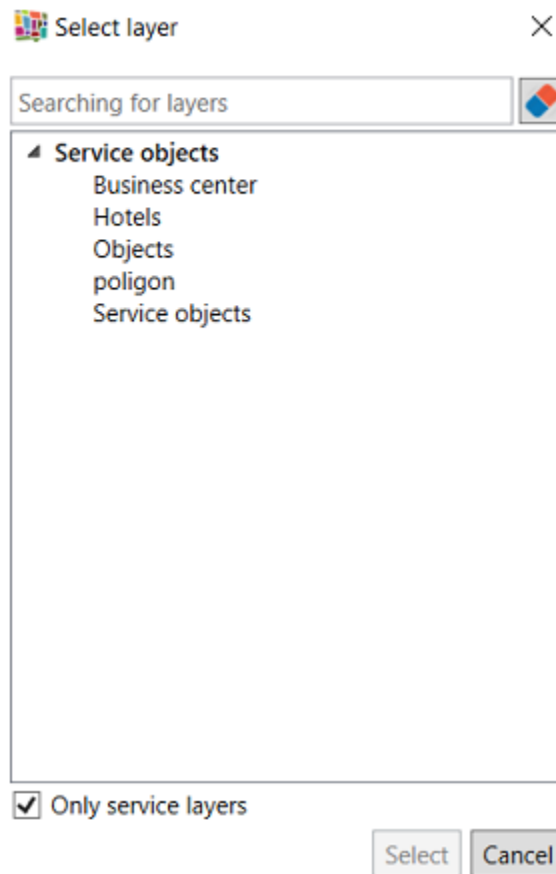 Select layer
Searching for layers
Service objects
Business center
Hotels
Objects
poligon
Service objects
Only service layers
Select
Cancel